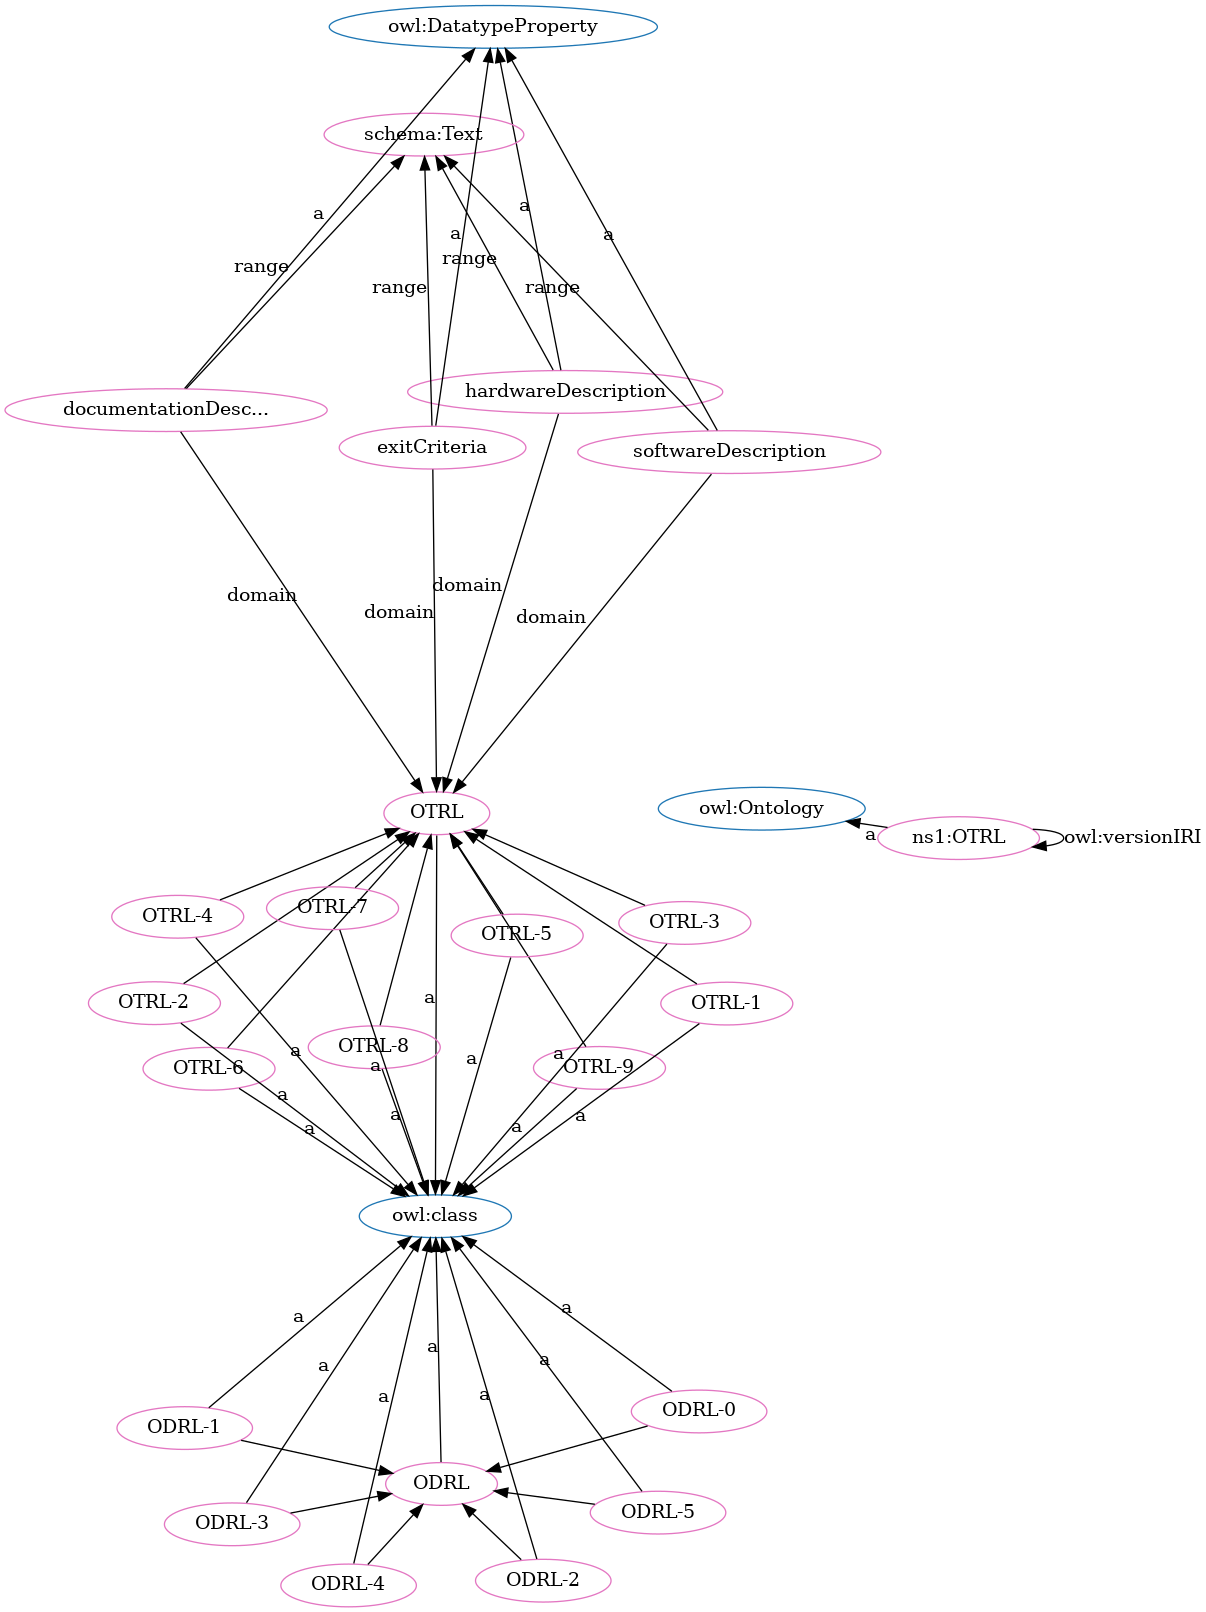 owl:DatatypeProperty
schema:Text
a
a
a
a
range
range
range
range
documentationDesc...
hardwareDescription
exitCriteria
softwareDescription
domain
domain
domain
domain
OTRL
owl:Ontology
a
ns1:OTRL
owl:versionIRI
OTRL-4
OTRL-7
OTRL-5
OTRL-3
OTRL-2
a
OTRL-1
OTRL-6
a
OTRL-8
a
a
a
OTRL-9
a
a
a
a
a
owl:class
a
a
a
a
a
a
a
ODRL-1
ODRL-0
ODRL
ODRL-3
ODRL-5
ODRL-4
ODRL-2